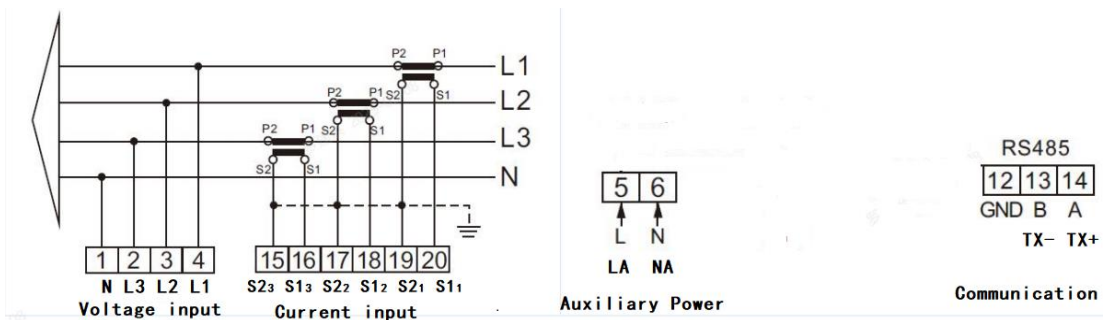 P2 P1
L1
S2 S1
P2 P1
L2
S2 S1
P2 P1
L3
S2 S1
N
1 2 3 4
N L3 L2 L1
Voltage input
15 16 17 18 19 20
S2₃ S1₃ S2₂ S1₂ S2₁ S1₁
Current input
5 6
L N
LA NA
Auxiliary Power
RS485
12 13 14
GND B A
TX- TX+
Communication